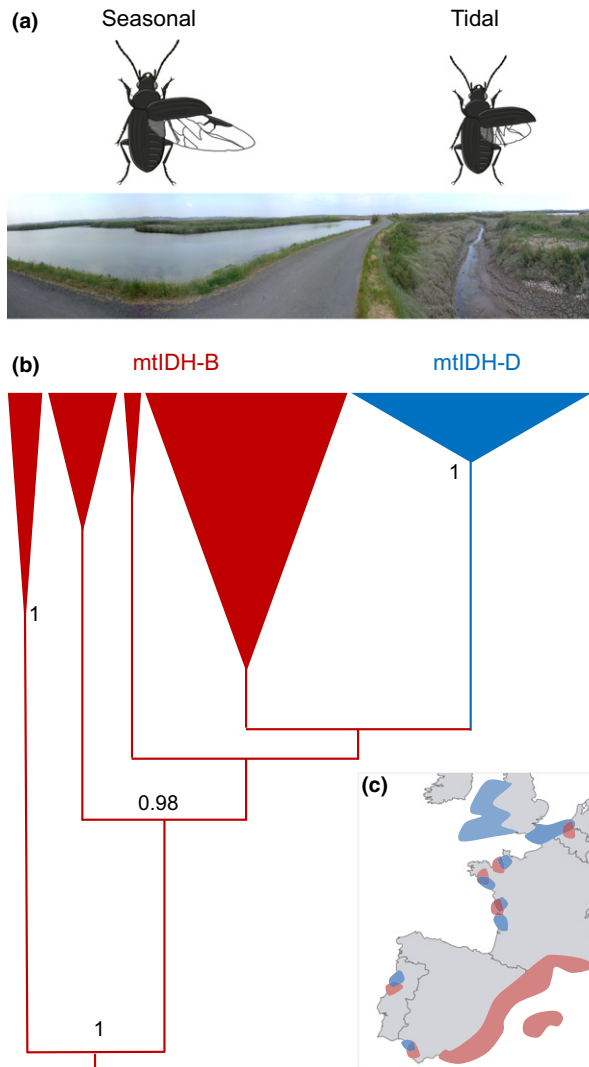 (a)
Seasonal Tidal
(b)
mtIDH-B mtIDH-D
1
1
0.98
(c)
1